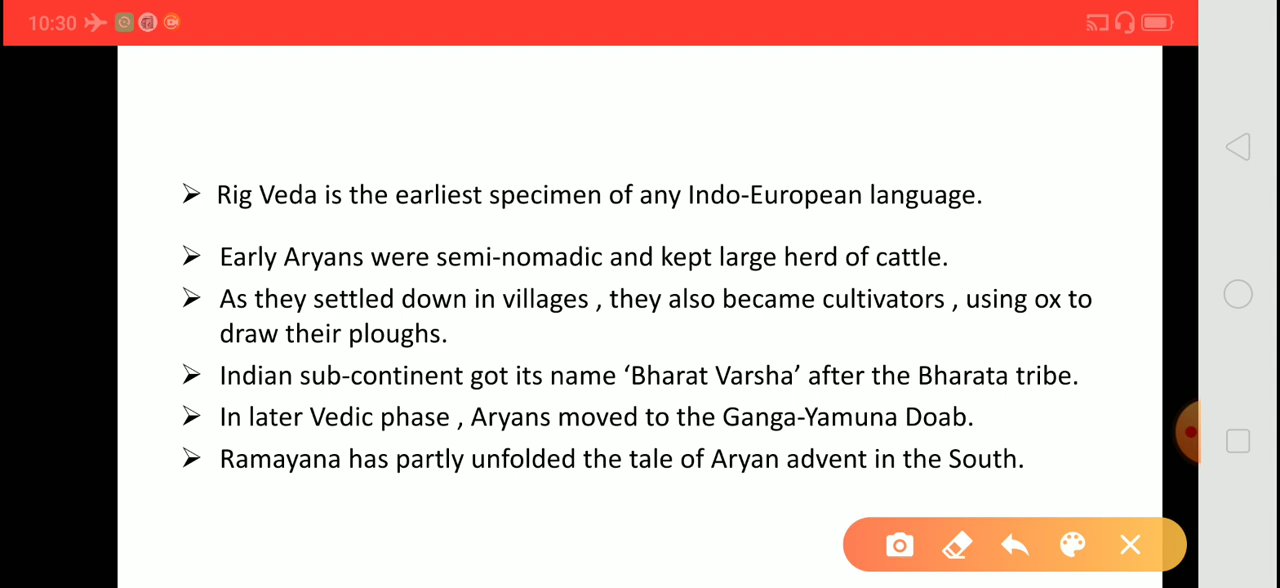 10:30
➢ Rig Veda is the earliest specimen of any Indo-European language.
➢ Early Aryans were semi-nomadic and kept large herd of cattle.
➢ As they settled down in villages , they also became cultivators , using ox to
draw their ploughs.
➢ Indian sub-continent got its name ‘Bharat Varsha’ after the Bharata tribe.
➢ In later Vedic phase , Aryans moved to the Ganga-Yamuna Doab.
➢ Ramayana has partly unfolded the tale of Aryan advent in the South.